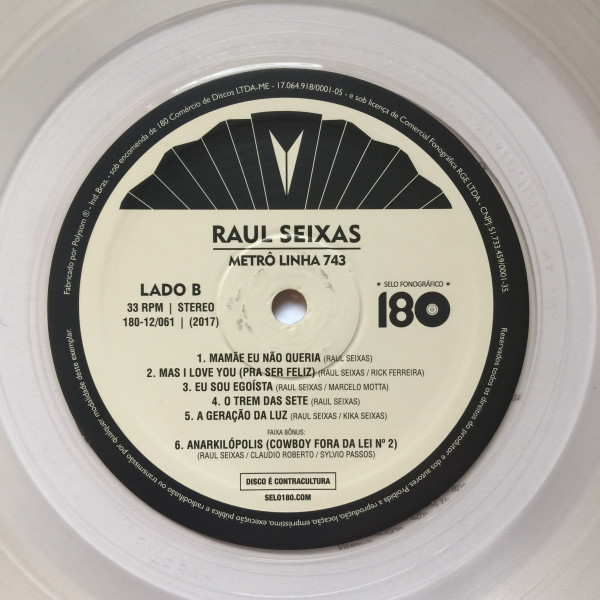 Fabricado por Polysom ® - Ind. Bras. - sob encomenda de 180 Comércio de Discos LTDA-ME - 17.064.918/0001-05 - e sob licença de Comercial Fonográfica RGE LTDA - CNPJ 51.733.459/0001-35.
RAUL SEIXAS
METRÔ LINHA 743
LADO B
33 RPM | STEREO
180-12/061 | (2017)
• SELO FONOGRÁFICO •
180
1. MAMÃE EU NÃO QUERIA (RAUL SEIXAS)
2. MAS I LOVE YOU (PRA SER FELIZ) (RAUL SEIXAS / RICK FERREIRA)
3. EU SOU EGOÍSTA (RAUL SEIXAS / MARCELO MOTTA)
4. O TREM DAS SETE (RAUL SEIXAS)
5. A GERAÇÃO DA LUZ (RAUL SEIXAS / KIKA SEIXAS)
FAIXA BÔNUS:
6. ANARKILÓPOLIS (COWBOY FORA DA LEI Nº 2)
(RAUL SEIXAS / CLAUDIO ROBERTO / SYLVIO PASSOS)
DISCO É CONTRACULTURA
SELO180.COM
Reservados todos os direitos do produtor e dos autores. Proibida a reprodução, locação, empréstimo, execução pública e radiodifusão ou transmissão por qualquer modalidade deste exemplar.